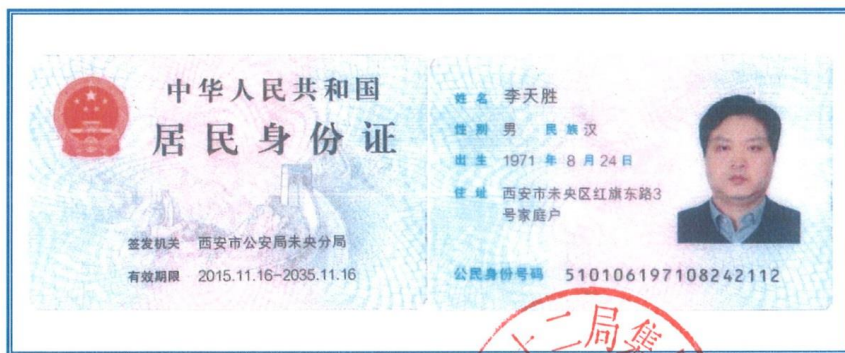 中华人民共和国
居民身份证
签发机关 西安市公安局未央分局
有效期限 2015.11.16-2035.11.16
姓名 李天胜
性别 男 民族 汉
出生 1971 年 8 月 24 日
住址 西安市未央区红旗东路3
号家庭户
公民身份号码 510106197108242112
十二局集